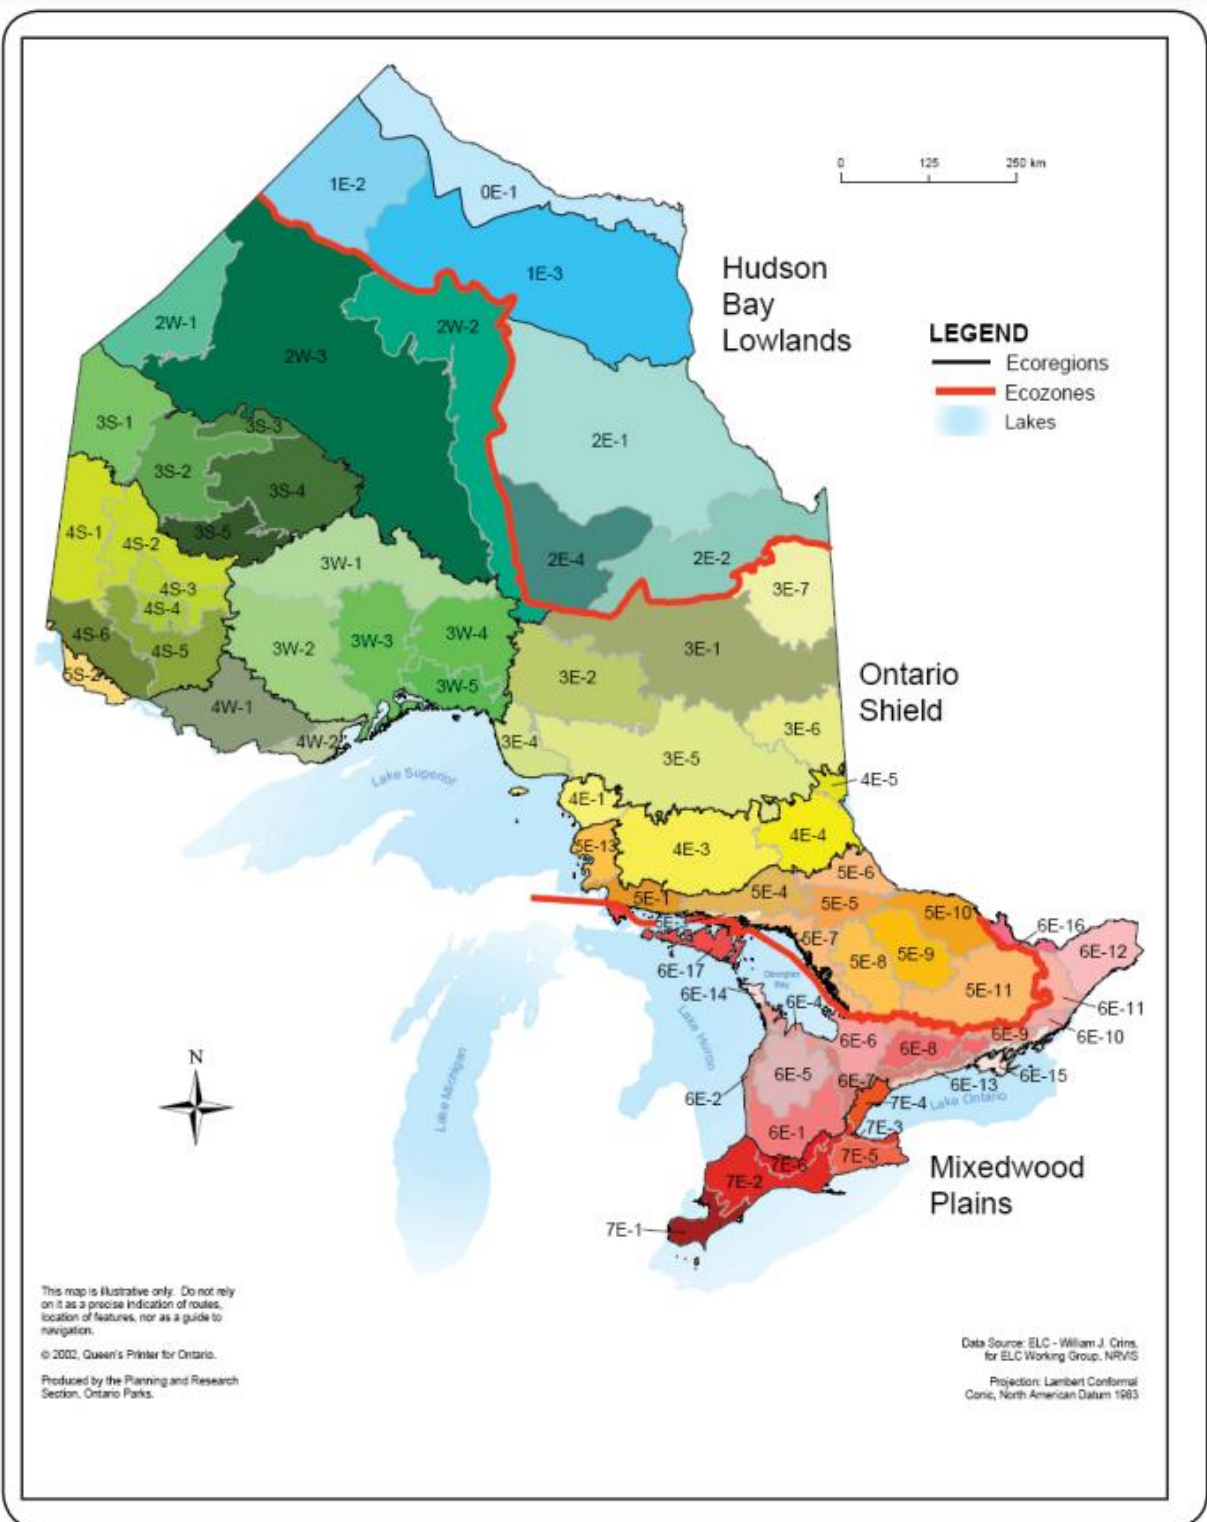 0 125 250 km
1E-2
0E-1
1E-3
Hudson
Bay
Lowlands
LEGEND
Ecoregions
Ecozones
Lakes
2W-1
2W-2
2W-3
3S-1
3S-3
2E-1
3S-2
3S-4
4S-1
3S-5
4S-2
2E-4
2E-2
3W-1
3E-7
4S-3
4S-4
4S-6
4S-5
3W-2
3W-3
3W-4
3E-1
5S-2
3E-2
3W-5
Ontario
Shield
4W-1
4W-2
3E-4
3E-6
3E-5
Lake Superior
4E-5
4E-1
4E-4
5E-13
4E-3
5E-6
5E-4
5E-1
5E-5
5E-10
6E-16
5E-7
5E-9
5E-8
6E-12
6E-17
Georgian
Bay
5E-11
6E-14
6E-4
6E-11
Lake Huron
6E-9
6E-10
6E-6
6E-8
N
Lake Michigan
6E-5
6E-7
6E-13
6E-15
6E-2
7E-4
Lake Ontario
7E-3
6E-1
7E-5
7E-6
7E-2
Mixedwood
Plains
7E-1
This map is illustrative only. Do not rely
on it as a precise indication of routes,
location of features, nor as a guide to
navigation.
© 2002, Queen's Printer for Ontario.
Produced by the Planning and Research
Section, Ontario Parks.
Data Source: ELC - William J. Crins,
for ELC Working Group, NRVIS
Projection: Lambert Conformal
Conic, North American Datum 1983